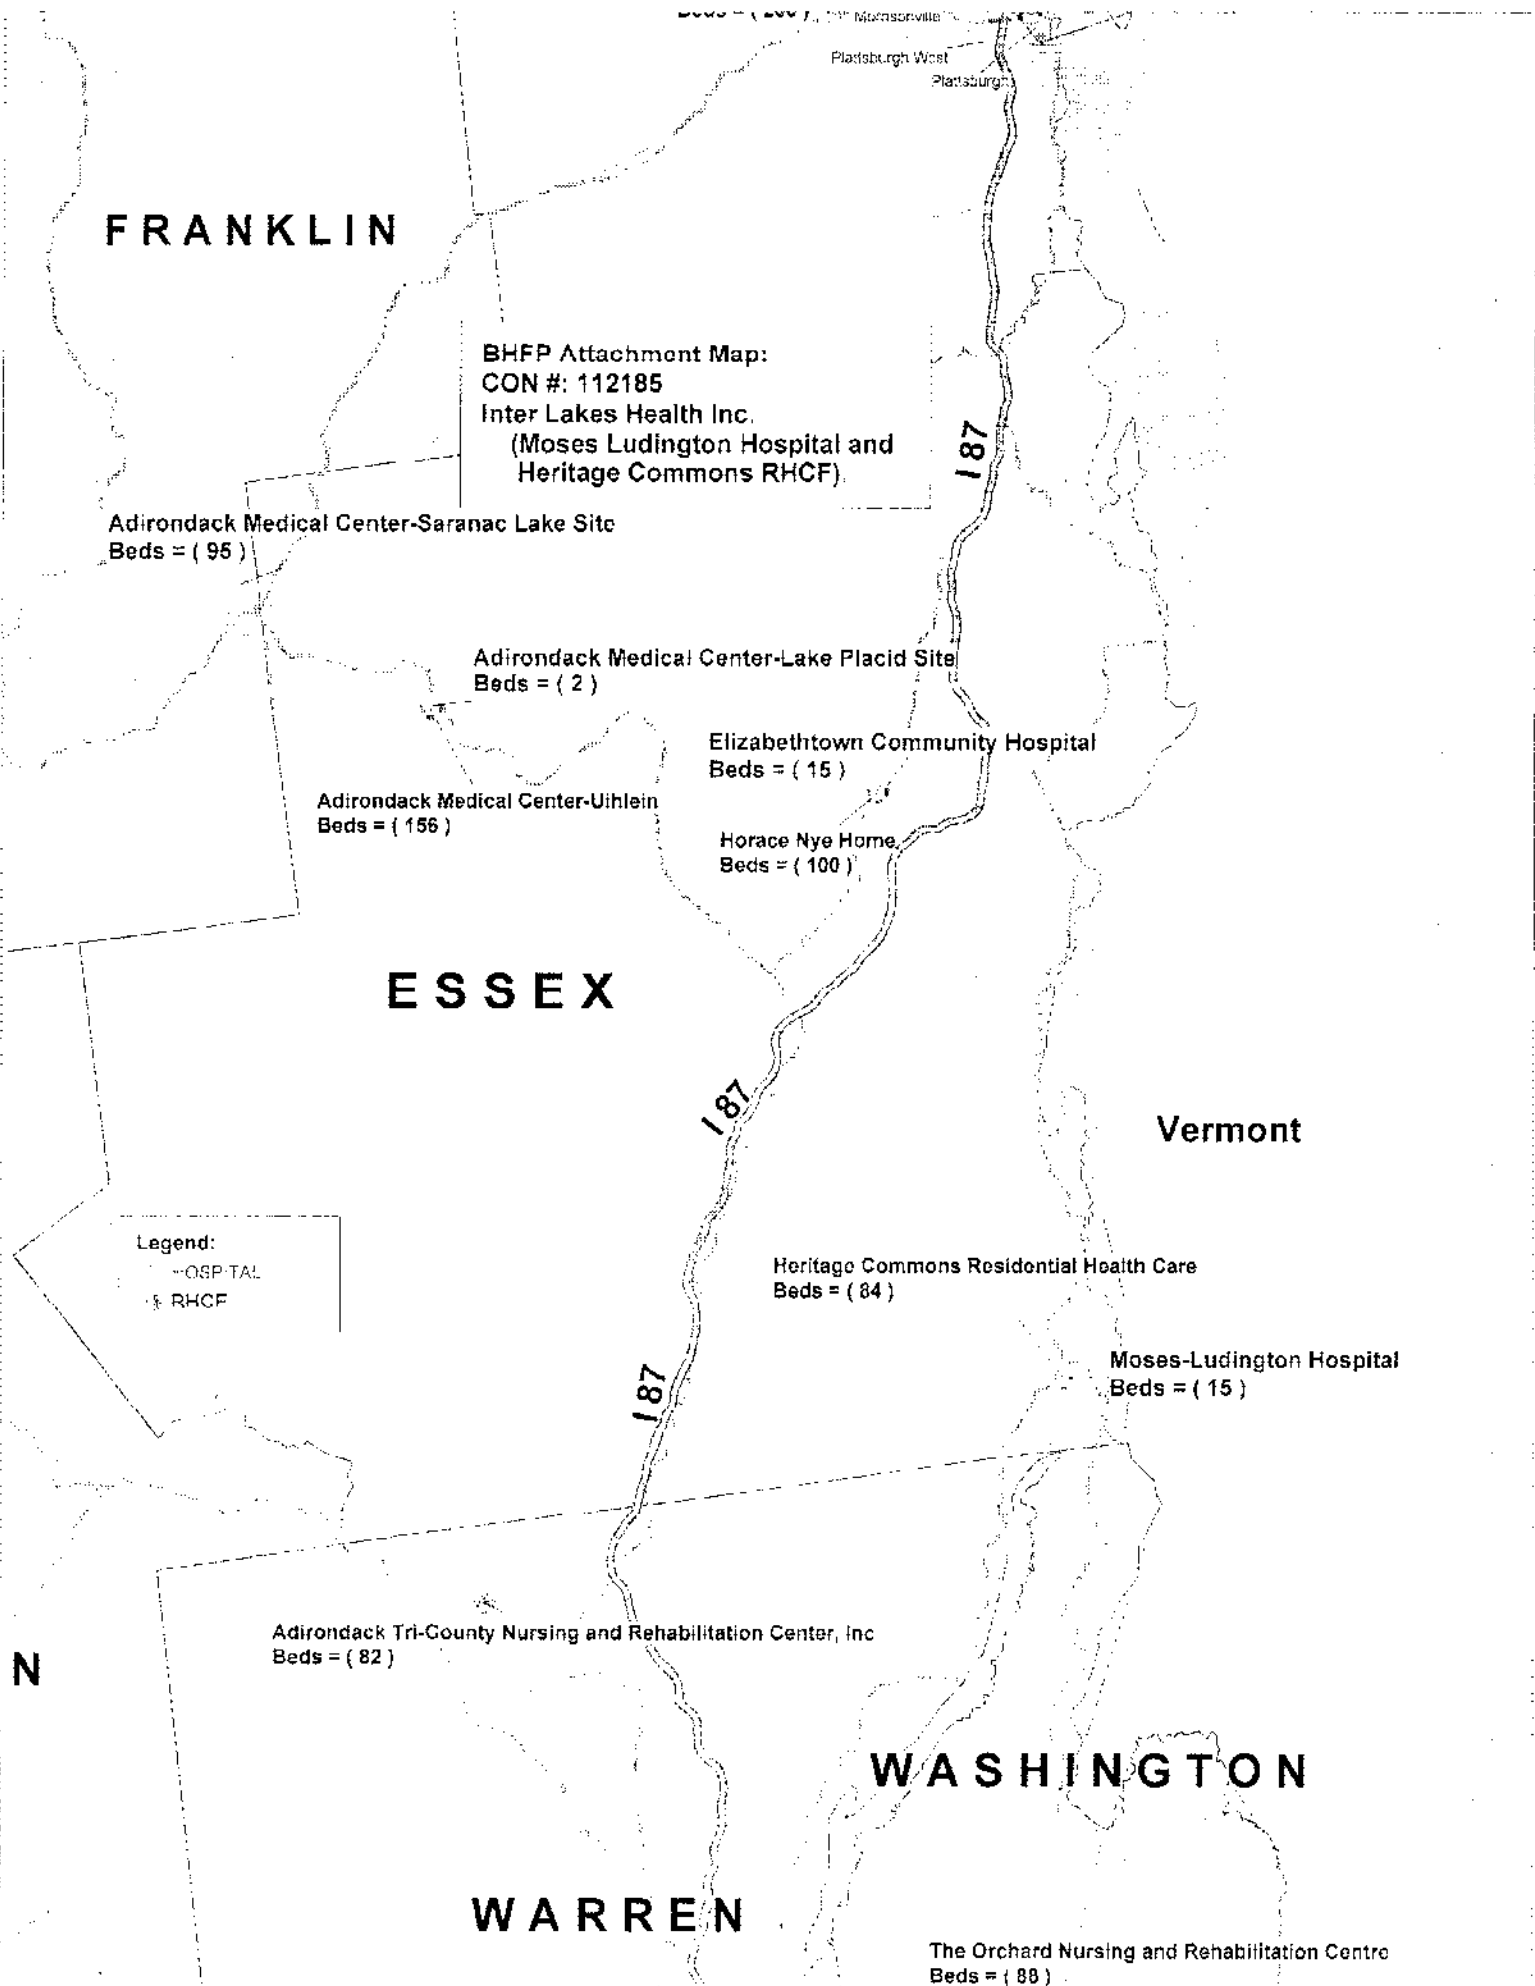 Morrisonville
Plattsburgh West
Plattsburgh
FRANKLIN
BHFP Attachment Map:
CON #: 112185
Inter Lakes Health Inc.
(Moses Ludington Hospital and
Heritage Commons RHCF)
I 87
Adirondack Medical Center-Saranac Lake Site
Beds = ( 95 )
Adirondack Medical Center-Lake Placid Site
Beds = ( 2 )
Elizabethtown Community Hospital
Beds = ( 15 )
Adirondack Medical Center-Uihlein
Beds = ( 156 )
Horace Nye Home
Beds = ( 100 )
ESSEX
I 87
Vermont
Legend:
HOSPITAL
RHCF
Heritage Commons Residential Health Care
Beds = ( 84 )
Moses-Ludington Hospital
Beds = ( 15 )
I 87
Adirondack Tri-County Nursing and Rehabilitation Center, Inc
Beds = ( 82 )
N
WASHINGTON
WARREN
The Orchard Nursing and Rehabilitation Centre
Beds = ( 88 )